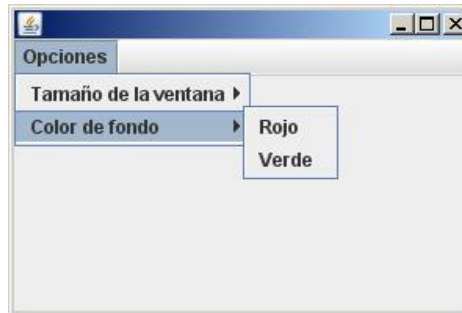 Opciones
Tamaño de la ventana
Color de fondo
Rojo
Verde